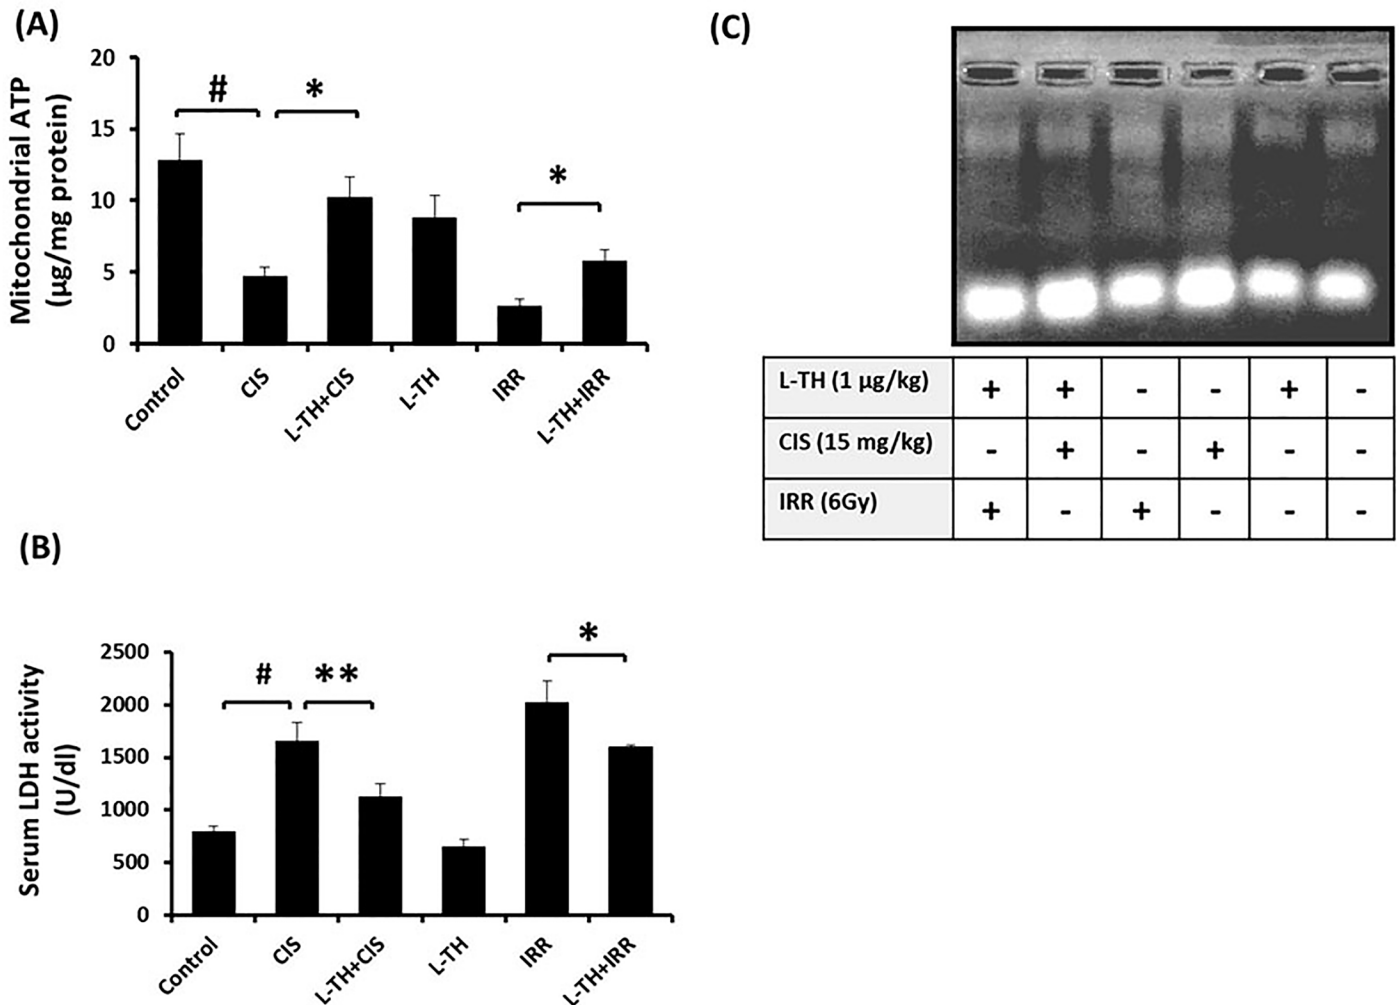 (A)
Mitochondrial ATP
(µg/mg protein)
20
15
10
5
0
#
*
*
Control
CIS
L-TH+CIS
L-TH
IRR
L-TH+IRR
(B)
Serum LDH activity
(U/dl)
2500
2000
1500
1000
500
0
#
**
*
Control
CIS
L-TH+CIS
L-TH
IRR
L-TH+IRR
(C)
L-TH (1 µg/kg) + + - - + -
CIS (15 mg/kg) - + - + - -
IRR (6Gy) + - + - - -